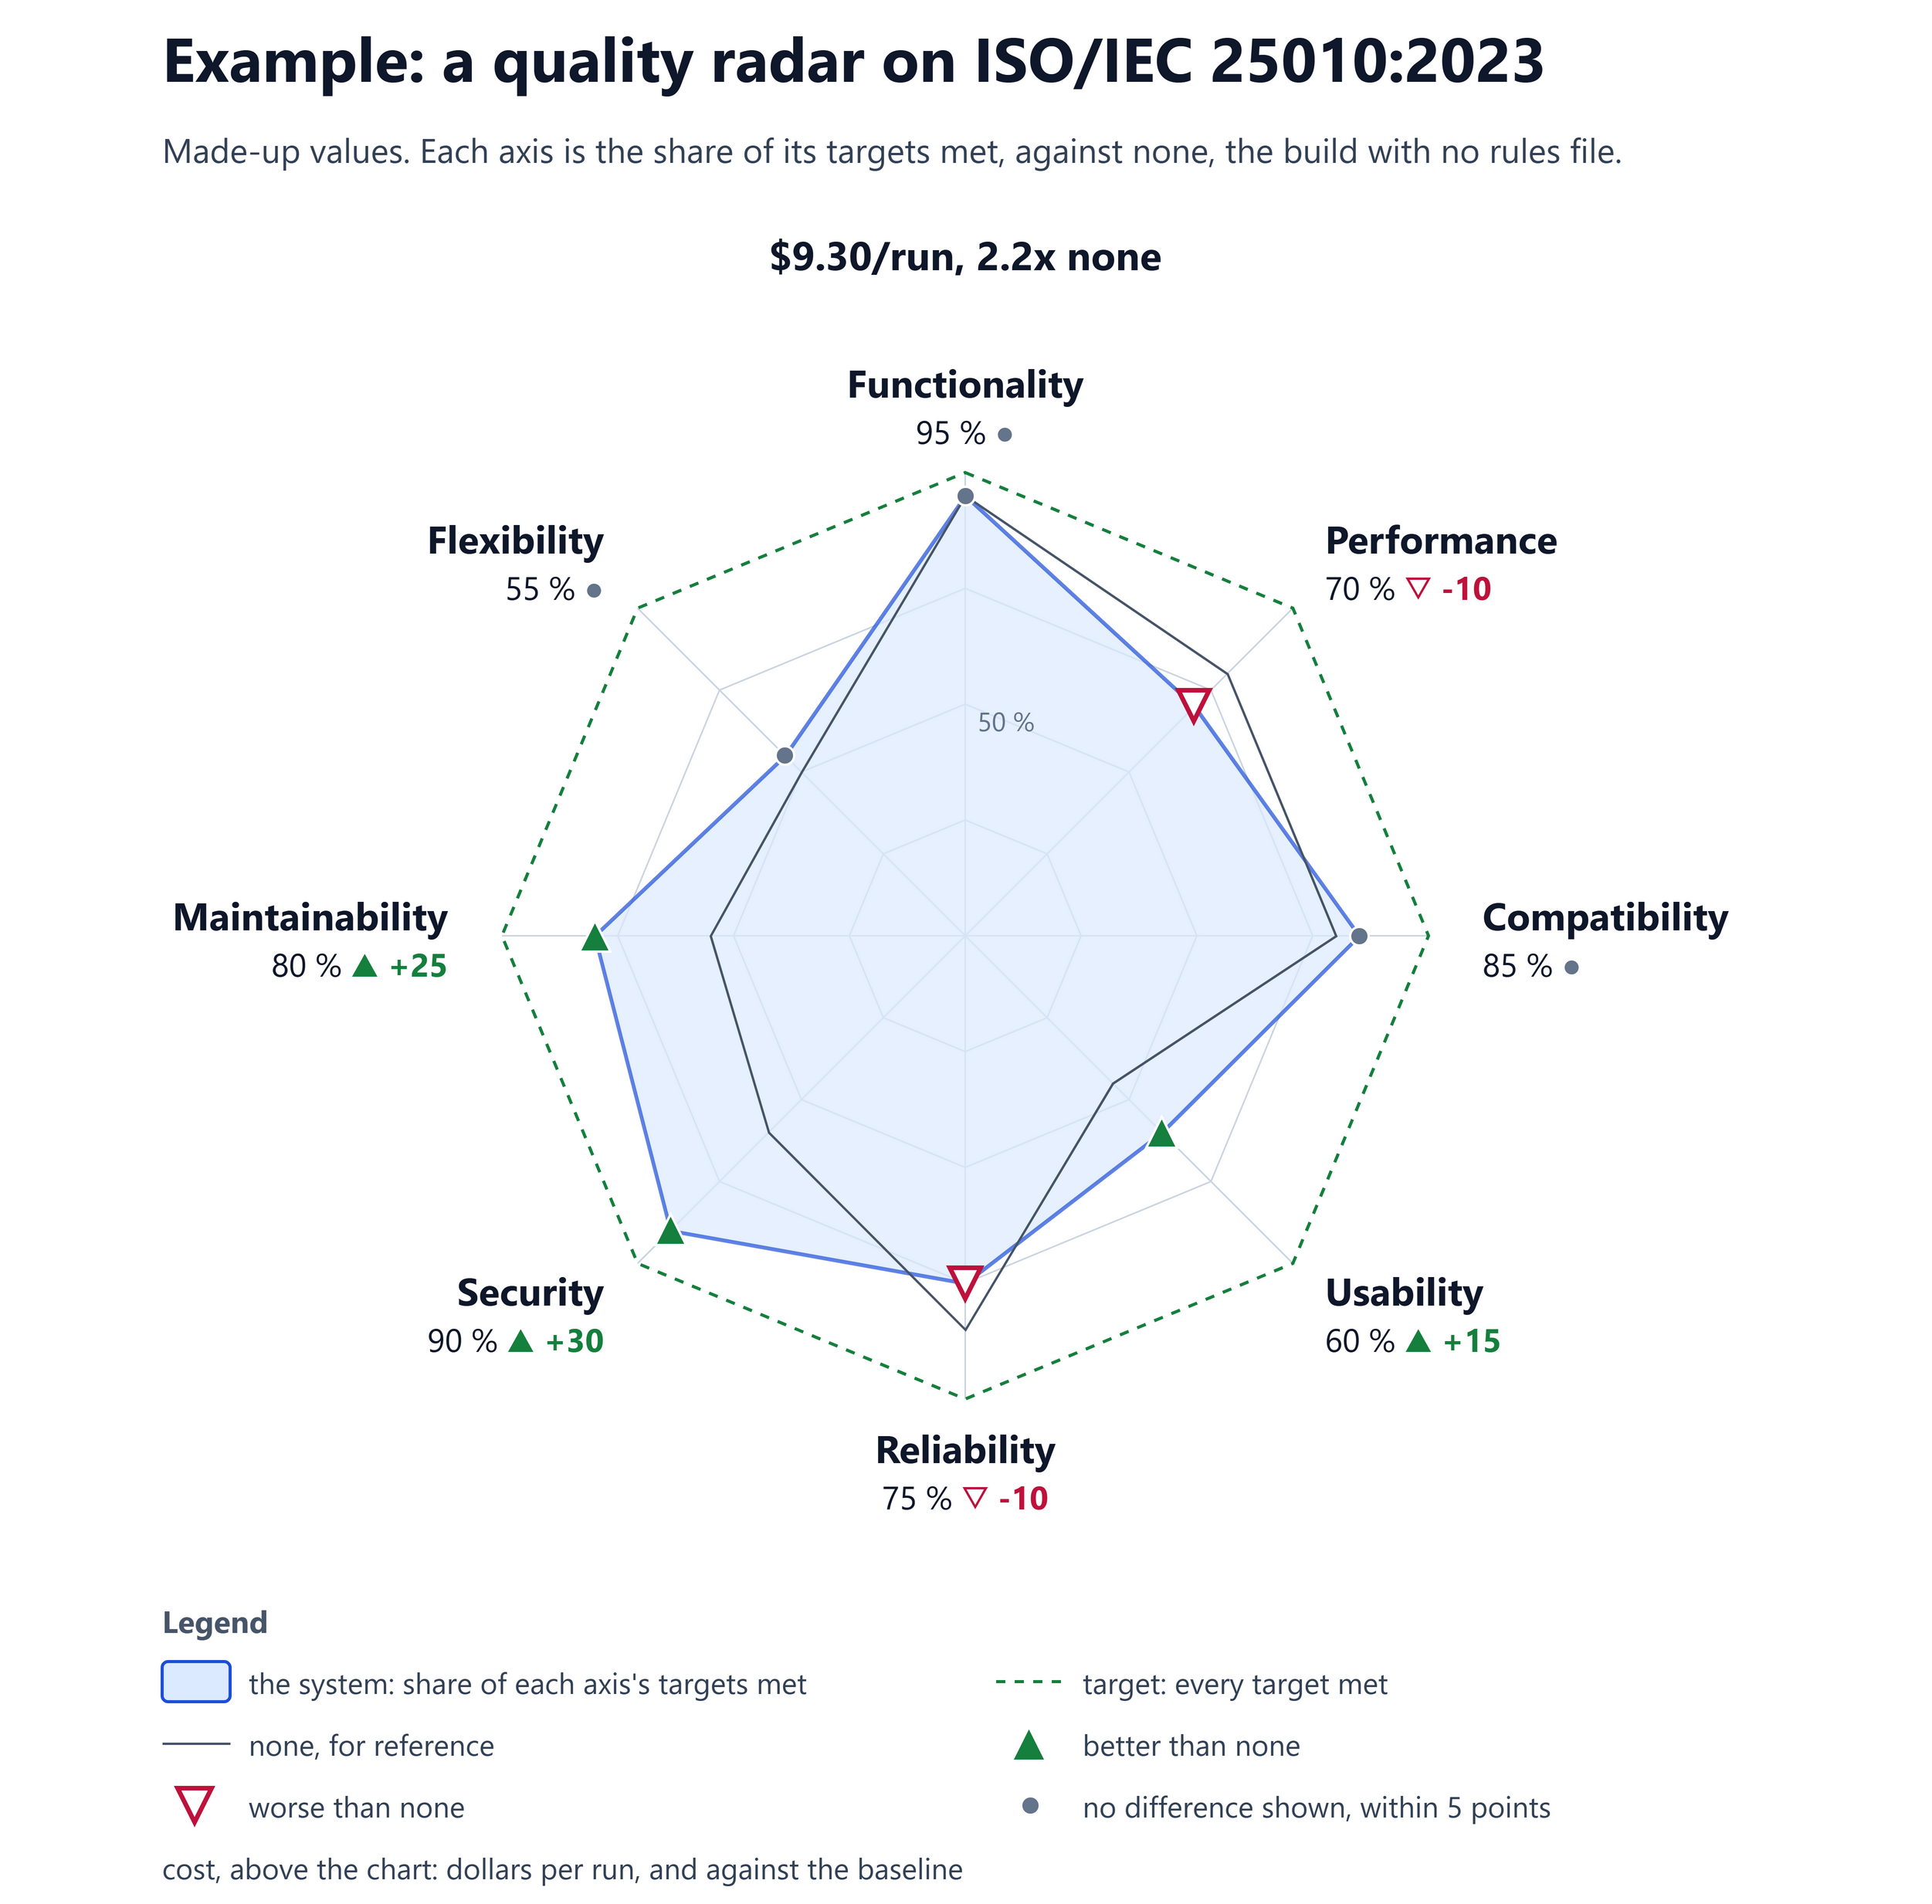 Example: a quality radar on ISO/IEC 25010:2023
Made-up values. Each axis is the share of its targets met, against none, the build with no rules file.
$9.30/run, 2.2x none
Functionality
95 %
Flexibility
55 %
Performance
70 % ▽ -10
50 %
Maintainability
80 % ▲ +25
Compatibility
85 %
Security
90 % ▲ +30
Usability
60 % ▲ +15
Reliability
75 % ▽ -10
Legend
the system: share of each axis's targets met
target: every target met
none, for reference
better than none
worse than none
no difference shown, within 5 points
cost, above the chart: dollars per run, and against the baseline